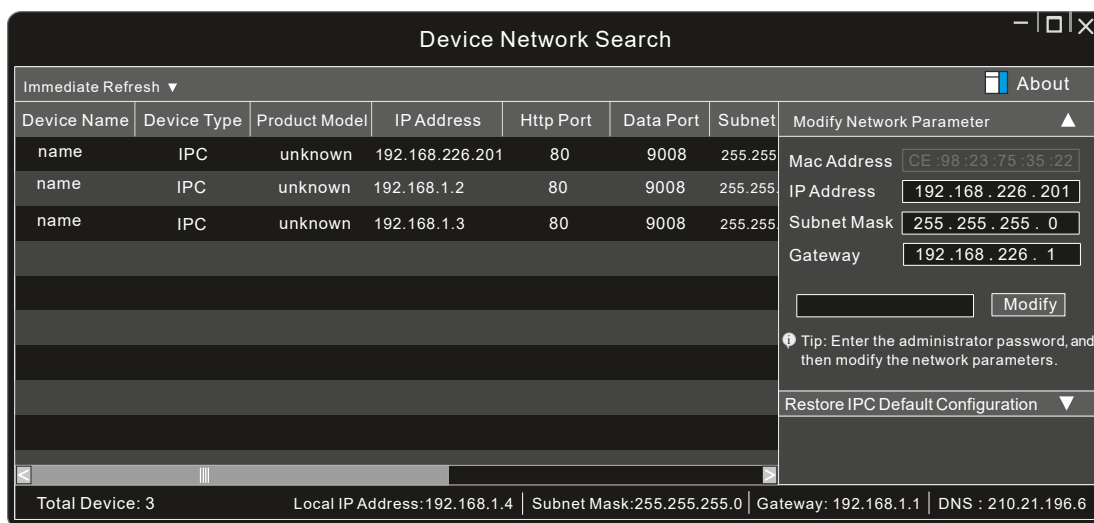 Device Network Search
Immediate Refresh ▼
About
Device Name Device Type Product Model IP Address Http Port Data Port Subnet
name IPC unknown 192.168.226.201 80 9008 255.255
name IPC unknown 192.168.1.2 80 9008 255.255.
name IPC unknown 192.168.1.3 80 9008 255.255.
Modify Network Parameter
Mac Address CE :98 :23 :75 :35 :22
IP Address 192 .168 . 226 . 201
Subnet Mask 255 . 255 . 255 . 0
Gateway 192 .168 . 226 . 1
Modify
Tip: Enter the administrator password, and
then modify the network parameters.
Restore IPC Default Configuration
Total Device: 3 Local IP Address:192.168.1.4 Subnet Mask:255.255.255.0 Gateway: 192.168.1.1 DNS : 210.21.196.6